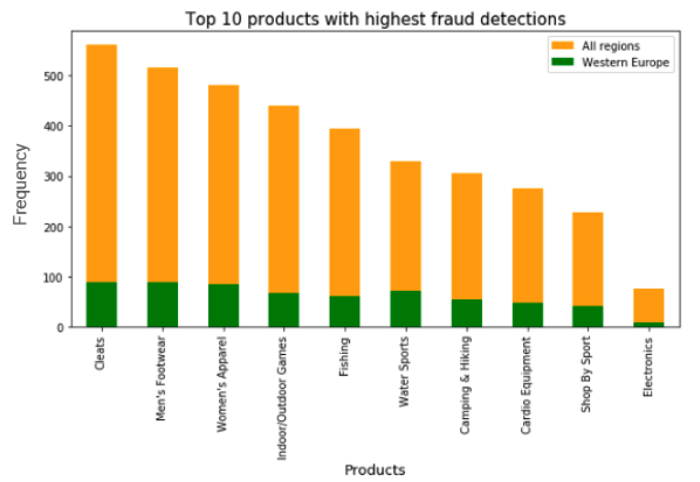 Top 10 products with highest fraud detections
All regions
Western Europe
Frequency
500
400
300
200
100
0
Cleats
Men's Footwear
Women's Apparel
Indoor/Outdoor Games
Fishing
Water Sports
Camping & Hiking
Cardio Equipment
Shop By Sport
Electronics
Products